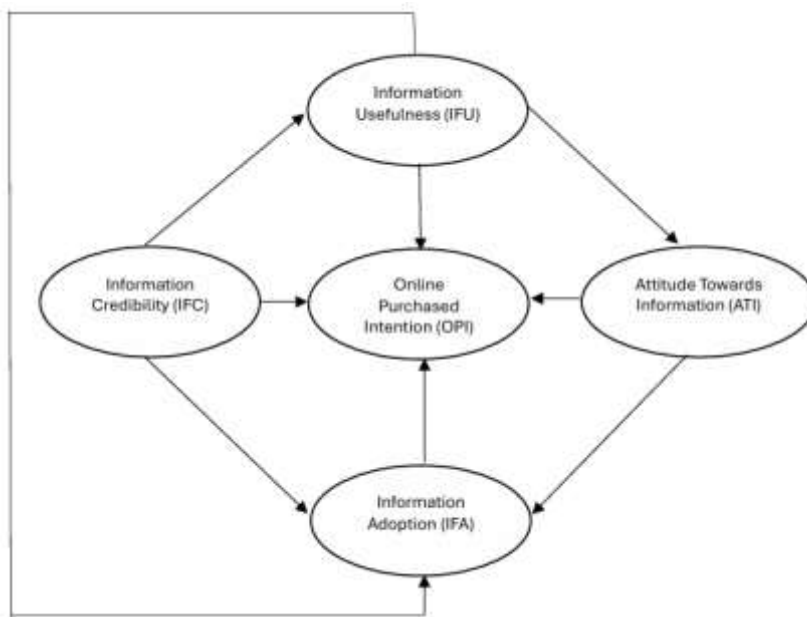 Information
Usefulness (IFU)
Information
Credibility (IFC)
Online
Purchased
Intention (OPI)
Attitude Towards
Information (ATI)
Information
Adoption (IFA)